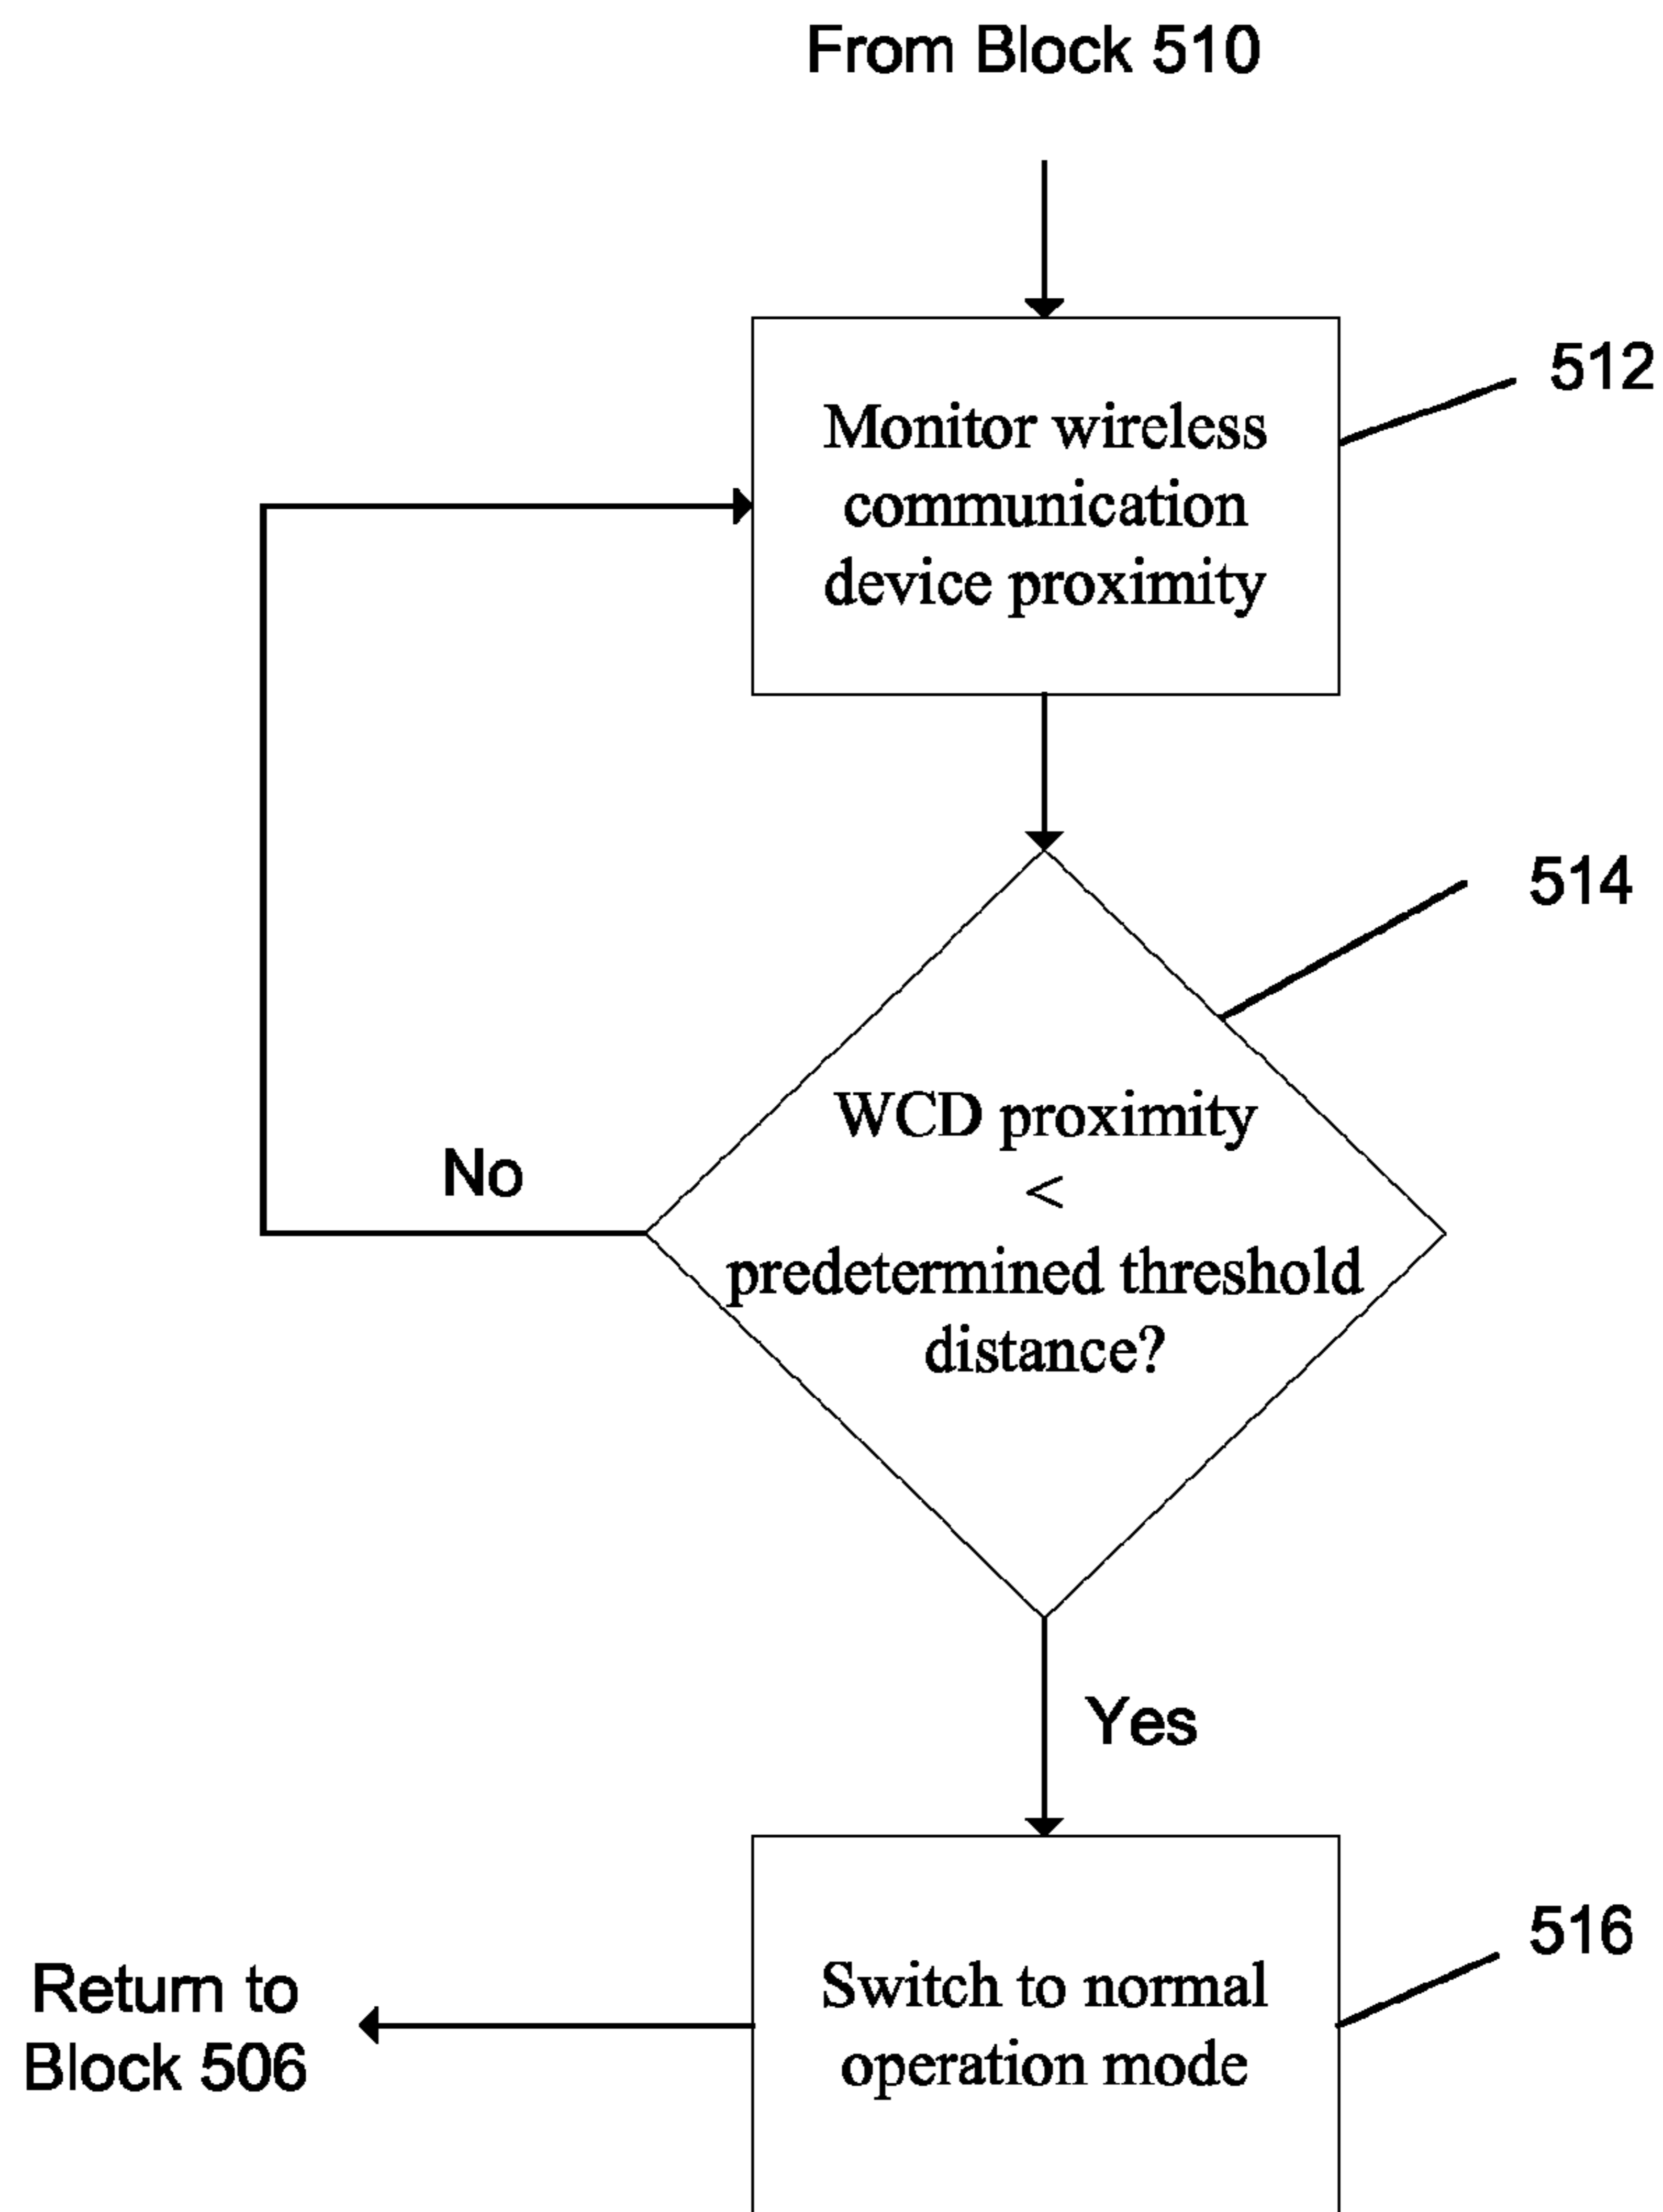 From Block 510
512
Monitor wireless
communication
device proximity
514
WCD proximity
<
predetermined threshold
distance?
No
Yes
516
Switch to normal
operation mode
Return to
Block 506